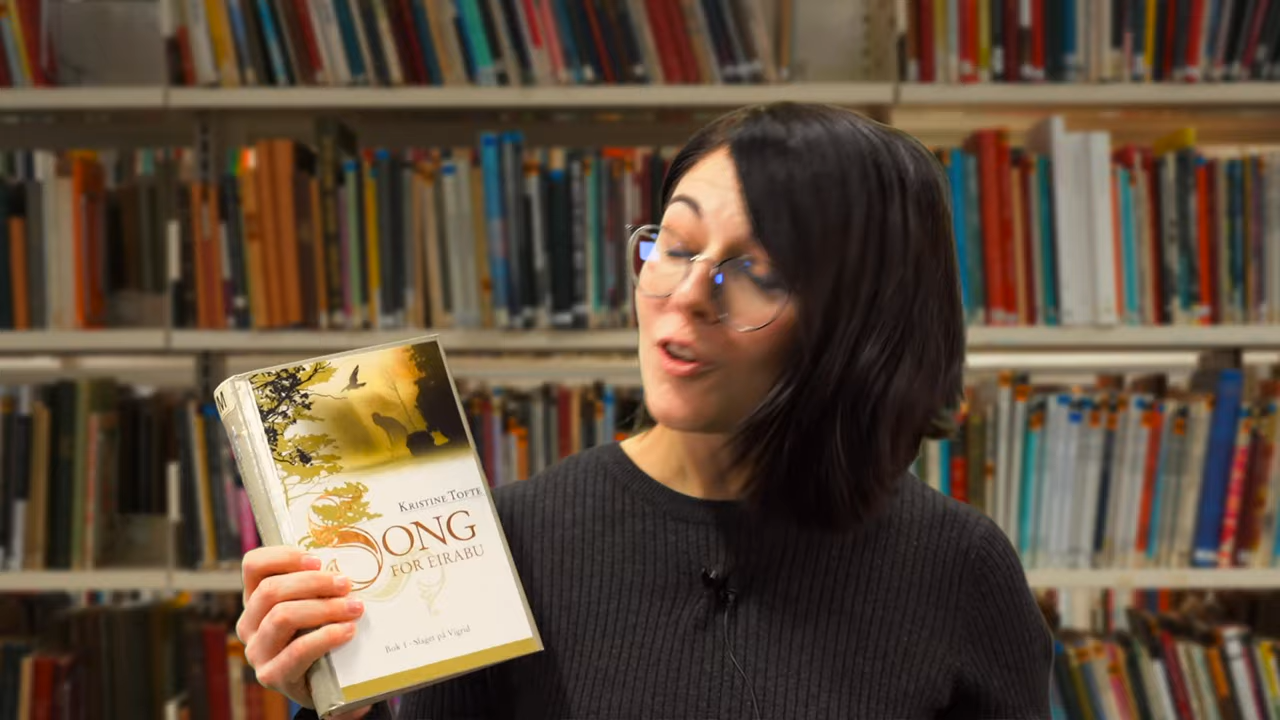 M
KRISTINE TOFTE
SONG
FOR EIRABU
Bok 1 - Slaget på Vigrid